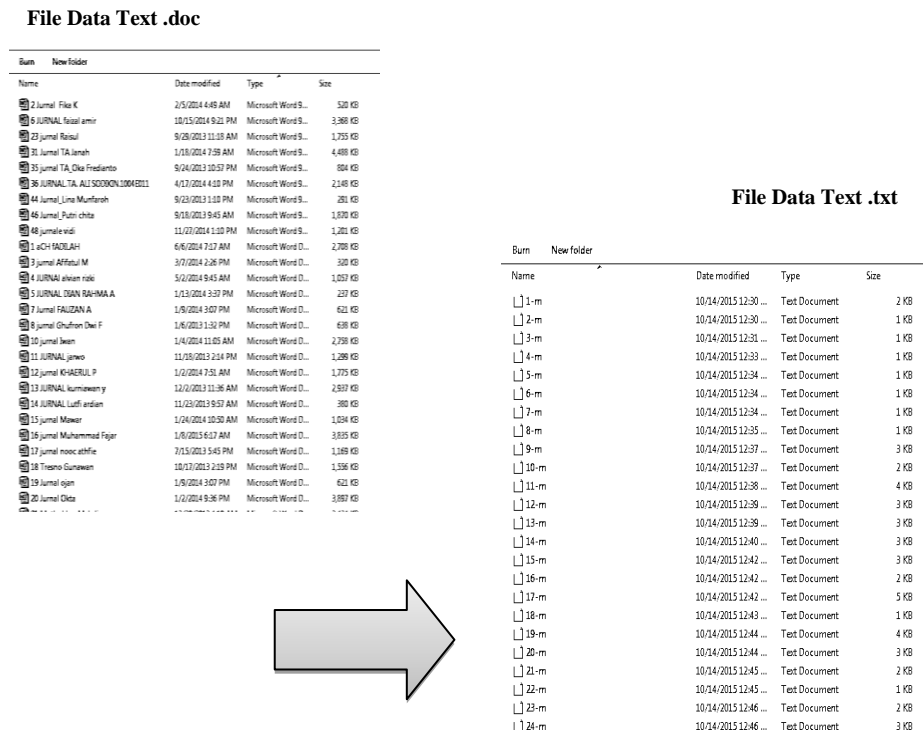 File Data Text .doc
Burn New folder
Name Date modified Type Size
2 Jurnal Fika K 2/5/2014 4:49 AM Microsoft Word 9... 520 KB
6 JURNAL faizal amir 10/15/2014 9:21 PM Microsoft Word 9... 3,368 KB
23 jurnal Raisul 9/29/2013 11:18 AM Microsoft Word 9... 1,755 KB
31 Jurnal TA.Janah 1/18/2014 7:59 AM Microsoft Word 9... 4,488 KB
35 jurnal TA_Oka Fredianto 9/24/2013 10:57 PM Microsoft Word 9... 804 KB
36 JURNAL.TA. ALI 4/17/2014 4:10 PM Microsoft Word 9... 2,148 KB
44 Jurnal_Lina Munfaroh 9/23/2013 1:10 PM Microsoft Word 9... 291 KB
46 Jurnal_Putri chita 9/18/2013 9:45 AM Microsoft Word 9... 1,870 KB
48 jurnale vidi 11/27/2014 1:10 PM Microsoft Word 9... 1,201 KB
1 aCH fADILAH 6/6/2014 7:17 AM Microsoft Word D... 2,708 KB
3 jurnal Affatul M 3/7/2014 2:26 PM Microsoft Word D... 320 KB
4 JURNAl alvian rizki 5/2/2014 9:45 AM Microsoft Word D... 1,057 KB
5 JURNAL DIAN RAHMA.A 1/13/2014 3:37 PM Microsoft Word D... 237 KB
7 Jurnal FAUZAN A 1/9/2014 3:07 PM Microsoft Word D... 621 KB
8 jurnal Ghufron Dwi F 1/6/2013 1:32 PM Microsoft Word D... 638 KB
10 jurnal Iwan 1/4/2014 11:05 AM Microsoft Word D... 2,758 KB
11 JURNAL jarwo 11/18/2013 2:14 PM Microsoft Word D... 1,299 KB
12 jurnal KHAERUL P 1/2/2014 7:51 AM Microsoft Word D... 1,775 KB
13 JURNAL kurniawan y 12/2/2013 11:36 AM Microsoft Word D... 2,937 KB
14 JURNAL Lutfi ardian 11/23/2013 9:57 AM Microsoft Word D... 380 KB
15 jurnal Mawar 1/24/2014 10:50 AM Microsoft Word D... 1,034 KB
16 jurnal Muhammad Fajar 1/8/2015 6:17 AM Microsoft Word D... 3,835 KB
17 jurnal nooc athfie 7/15/2013 5:45 PM Microsoft Word D... 1,169 KB
18 Tresno Gunawan 10/17/2013 2:19 PM Microsoft Word D... 1,556 KB
19 Jurnal ojan 1/9/2014 3:07 PM Microsoft Word D... 621 KB
20 Jurnal Okta 1/2/2014 9:36 PM Microsoft Word D... 3,897 KB
File Data Text .txt
Burn New folder
Name Date modified Type Size
1-m 10/14/2015 12:30 ... Text Document 2 KB
2-m 10/14/2015 12:30 ... Text Document 1 KB
3-m 10/14/2015 12:31 ... Text Document 1 KB
4-m 10/14/2015 12:33 ... Text Document 1 KB
5-m 10/14/2015 12:34 ... Text Document 1 KB
6-m 10/14/2015 12:34 ... Text Document 1 KB
7-m 10/14/2015 12:34 ... Text Document 1 KB
8-m 10/14/2015 12:35 ... Text Document 1 KB
9-m 10/14/2015 12:37 ... Text Document 3 KB
10-m 10/14/2015 12:37 ... Text Document 2 KB
11-m 10/14/2015 12:38 ... Text Document 4 KB
12-m 10/14/2015 12:39 ... Text Document 3 KB
13-m 10/14/2015 12:39 ... Text Document 3 KB
14-m 10/14/2015 12:40 ... Text Document 3 KB
15-m 10/14/2015 12:42 ... Text Document 3 KB
16-m 10/14/2015 12:42 ... Text Document 2 KB
17-m 10/14/2015 12:42 ... Text Document 5 KB
18-m 10/14/2015 12:43 ... Text Document 1 KB
19-m 10/14/2015 12:44 ... Text Document 4 KB
20-m 10/14/2015 12:44 ... Text Document 3 KB
21-m 10/14/2015 12:45 ... Text Document 2 KB
22-m 10/14/2015 12:45 ... Text Document 1 KB
23-m 10/14/2015 12:46 ... Text Document 2 KB
24-m 10/14/2015 12:46 ... Text Document 3 KB